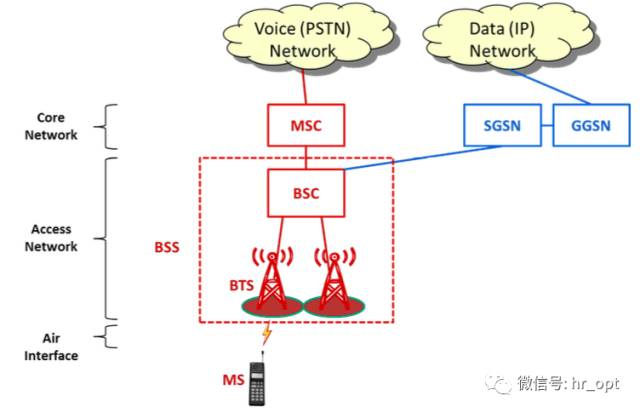 Voice (PSTN)
Network
Data (IP)
Network
Core
Network
MSC
SGSN
GGSN
BSC
Access
Network
BSS
BTS
Air
Interface
MS
微信号: hr_opt